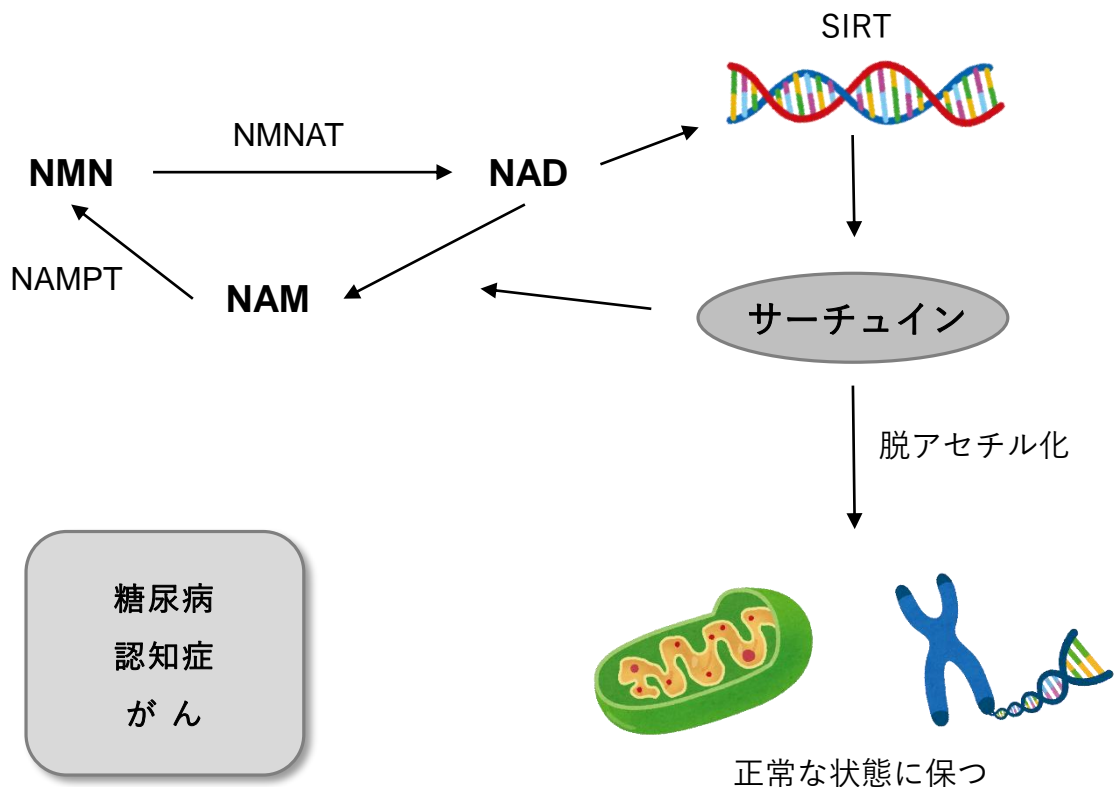 SIRT
NMNAT
NMN
NAD
NAMPT
NAM
サーチュイン
脱アセチル化
糖尿病
認知症
がん
正常な状態に保つ